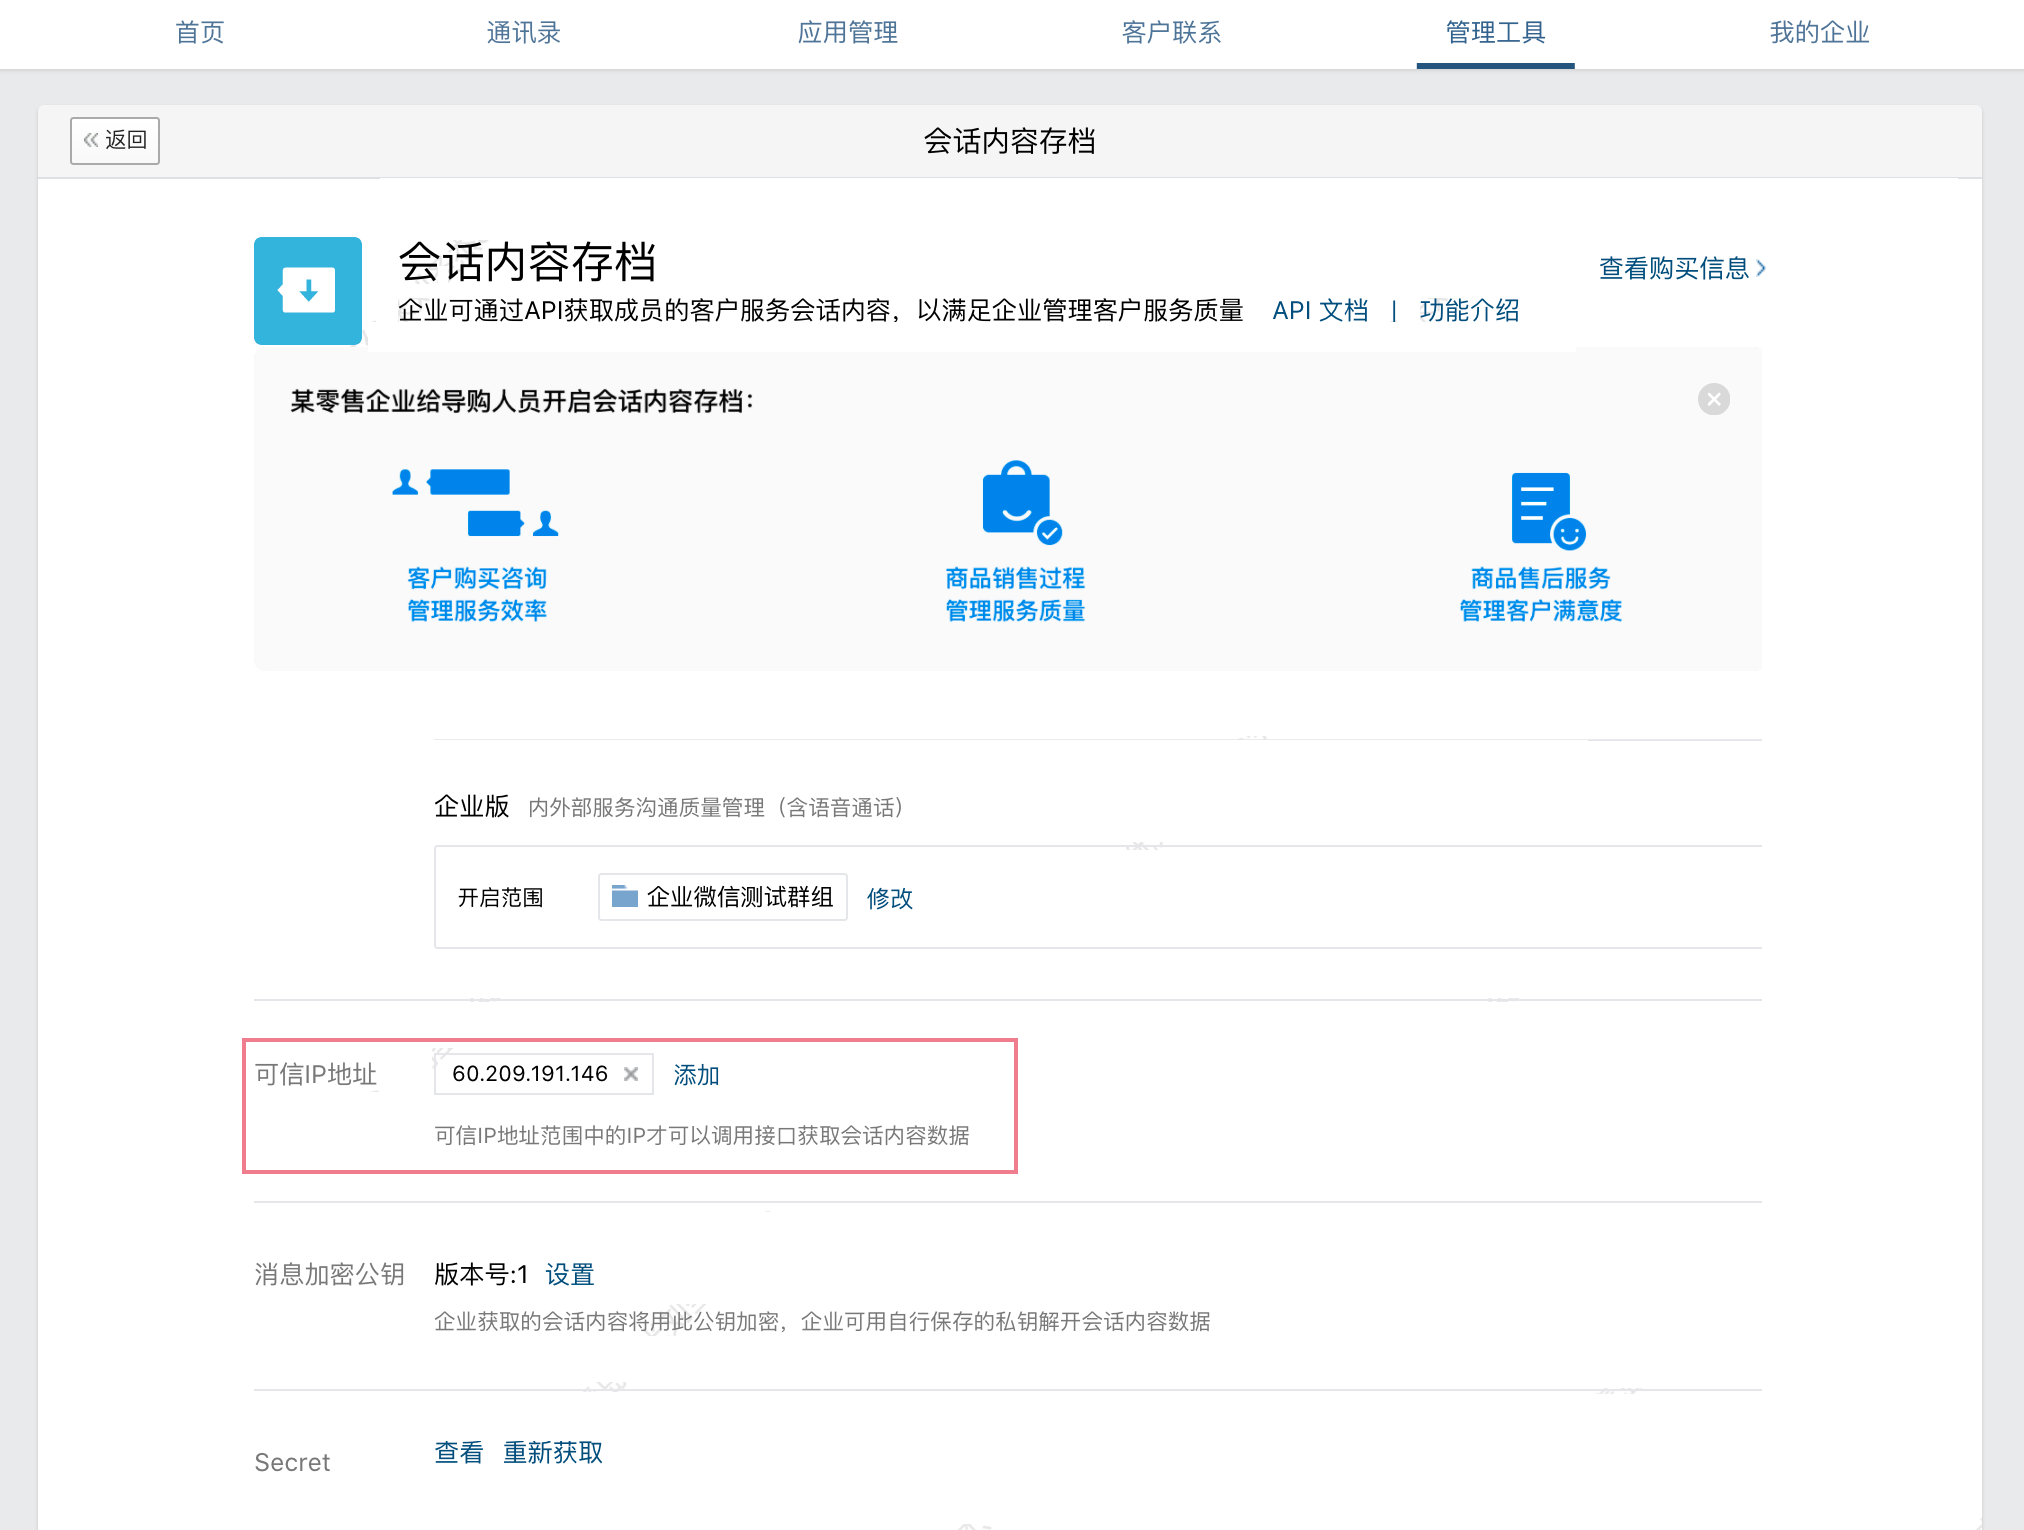 首页 通讯录 应用管理 客户联系 管理工具 我的企业
返回 会话内容存档
会话内容存档
查看购买信息
企业可通过API获取成员的客户服务会话内容，以满足企业管理客户服务质量 API 文档 | 功能介绍
某零售企业给导购人员开启会话内容存档：
客户购买咨询 商品销售过程 商品售后服务
管理服务效率 管理服务质量 管理客户满意度
企业版 内外部服务沟通质量管理（含语音通话）
开启范围 企业微信测试群组 修改
可信IP地址 60.209.191.146 添加
可信IP地址范围中的IP才可以调用接口获取会话内容数据
消息加密公钥 版本号:1 设置
企业获取的会话内容将用此公钥加密，企业可用自行保存的私钥解开会话内容数据
Secret 查看 重新获取